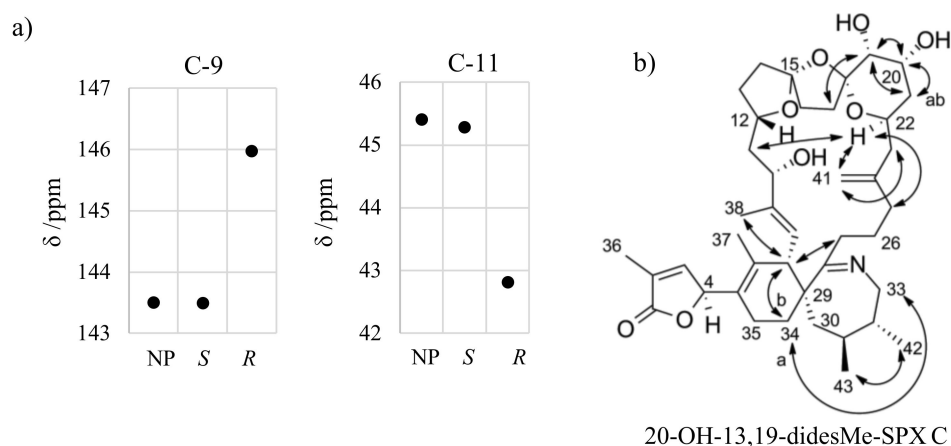 a)
C-9
147
146
145
144
143
δ /ppm
NP S R
C-11
46
45
44
43
42
δ /ppm
NP S R
b)
HO
OH
15
O
20
ab
O
O
12
H
H
22
OH
41
38
37
26
36
4
N
33
O
O
H
b
29
30
35
34
42
a
43
20-OH-13,19-didesMe-SPX C